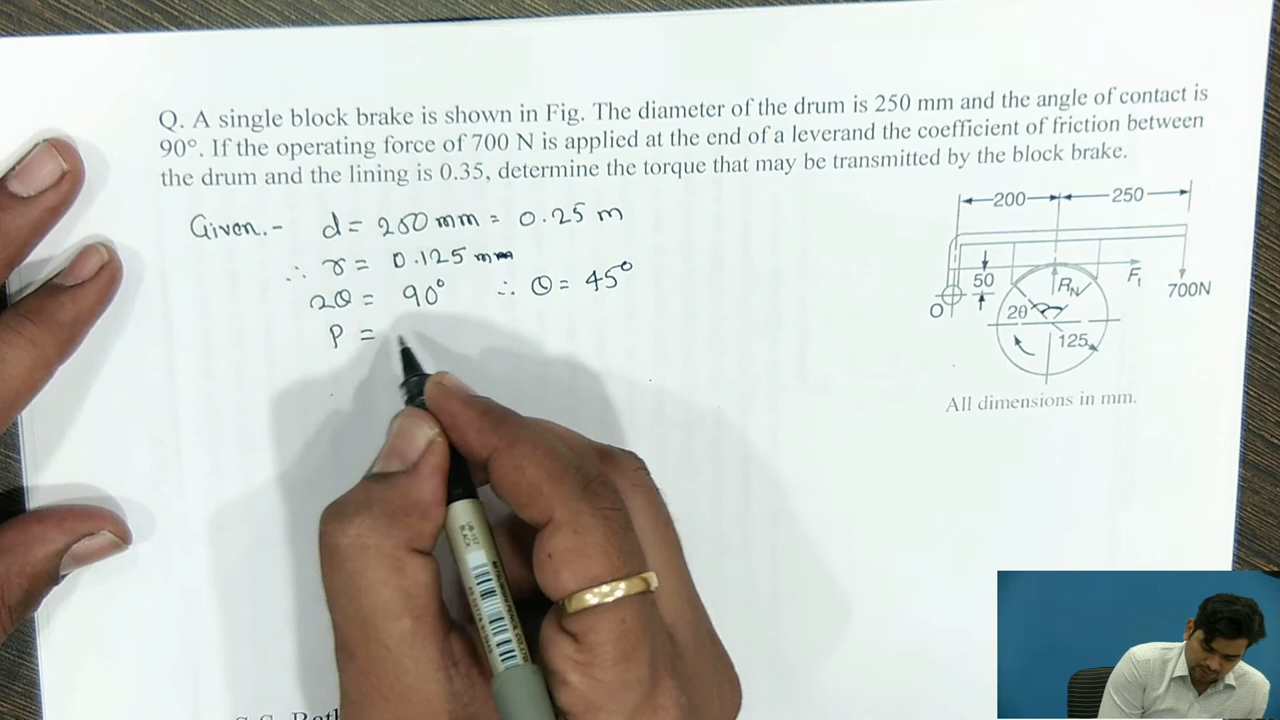 Q. A single block brake is shown in Fig. The diameter of the drum is 250 mm and the angle of contact is
90°. If the operating force of 700 N is applied at the end of a leverand the coefficient of friction between
the drum and the lining is 0.35, determine the torque that may be transmitted by the block brake.
Given.- d = 250 mm = 0.25 m
∴ r = 0.125 mm
2θ = 90° ∴ θ = 45°
P =
200 250
50 RN Ft 700N
O 2θ
125
All dimensions in mm.